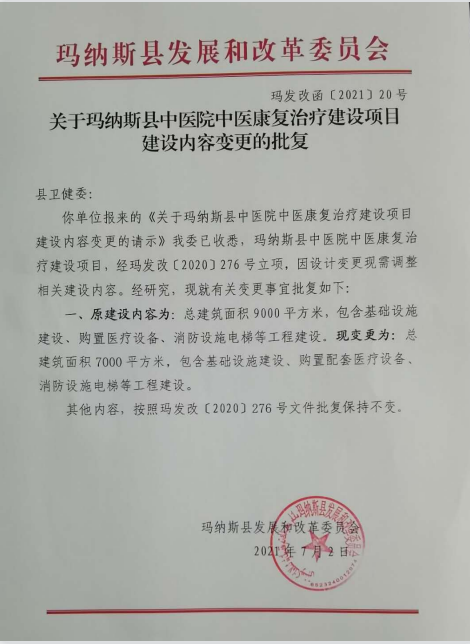 玛纳斯县发展和改革委员会
玛发改函〔2021〕20号
关于玛纳斯县中医院中医康复治疗建设项目
建设内容变更的批复
县卫健委：
你单位报来的《关于玛纳斯县中医院中医康复治疗建设项目
建设内容变更的请示》我委已收悉，玛纳斯县中医院中医康复治
疗建设项目，经玛发改〔2020〕276号立项，因设计变更现需调整
相关建设内容。经研究，现就有关变更事宜批复如下：
一、原建设内容为：总建筑面积9000平方米，包含基础设施
建设、购置医疗设备、消防设施电梯等工程建设。现变更为：总
建筑面积7000平方米，包含基础设施建设、购置配套医疗设备、
消防设施电梯等工程建设。
其他内容，按照玛发改〔2020〕276号文件批复保持不变。
玛纳斯县发展和改革委员会
2021年7月2日